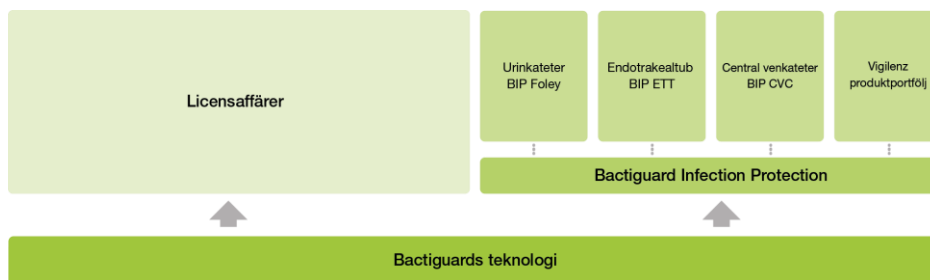 Licensaffärer
Urinkateter
BIP Foley
Endotrakealtub
BIP ETT
Central venkateter
BIP CVC
Vigilenz
produktportfölj
Bactiguard Infection Protection
Bactiguards teknologi